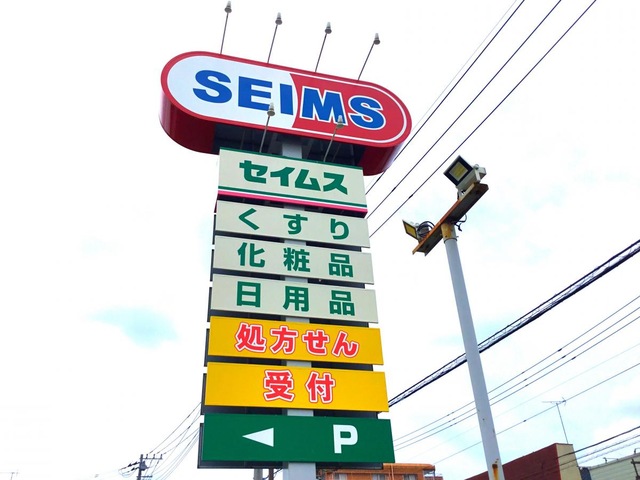 SEIMS
セイムス
くすり
化粧品
日用品
処方せん
受付
◀ P